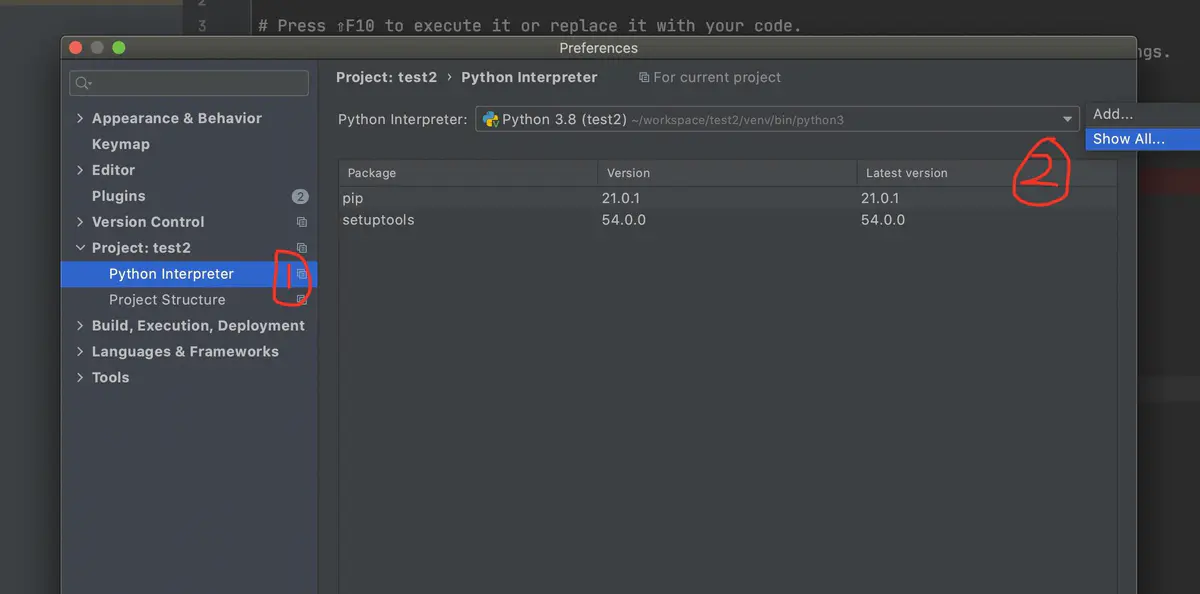 2
3 # Press ⇧F10 to execute it or replace it with your code.
Preferences
ngs.
Project: test2 › Python Interpreter For current project
Python Interpreter: Python 3.8 (test2) ~/workspace/test2/venv/bin/python3
Add...
Show All...
Appearance & Behavior
Keymap
Editor
Plugins 2
Version Control
Project: test2
Python Interpreter
Project Structure
Build, Execution, Deployment
Languages & Frameworks
Tools
1
2
Package Version Latest version
pip 21.0.1 21.0.1
setuptools 54.0.0 54.0.0